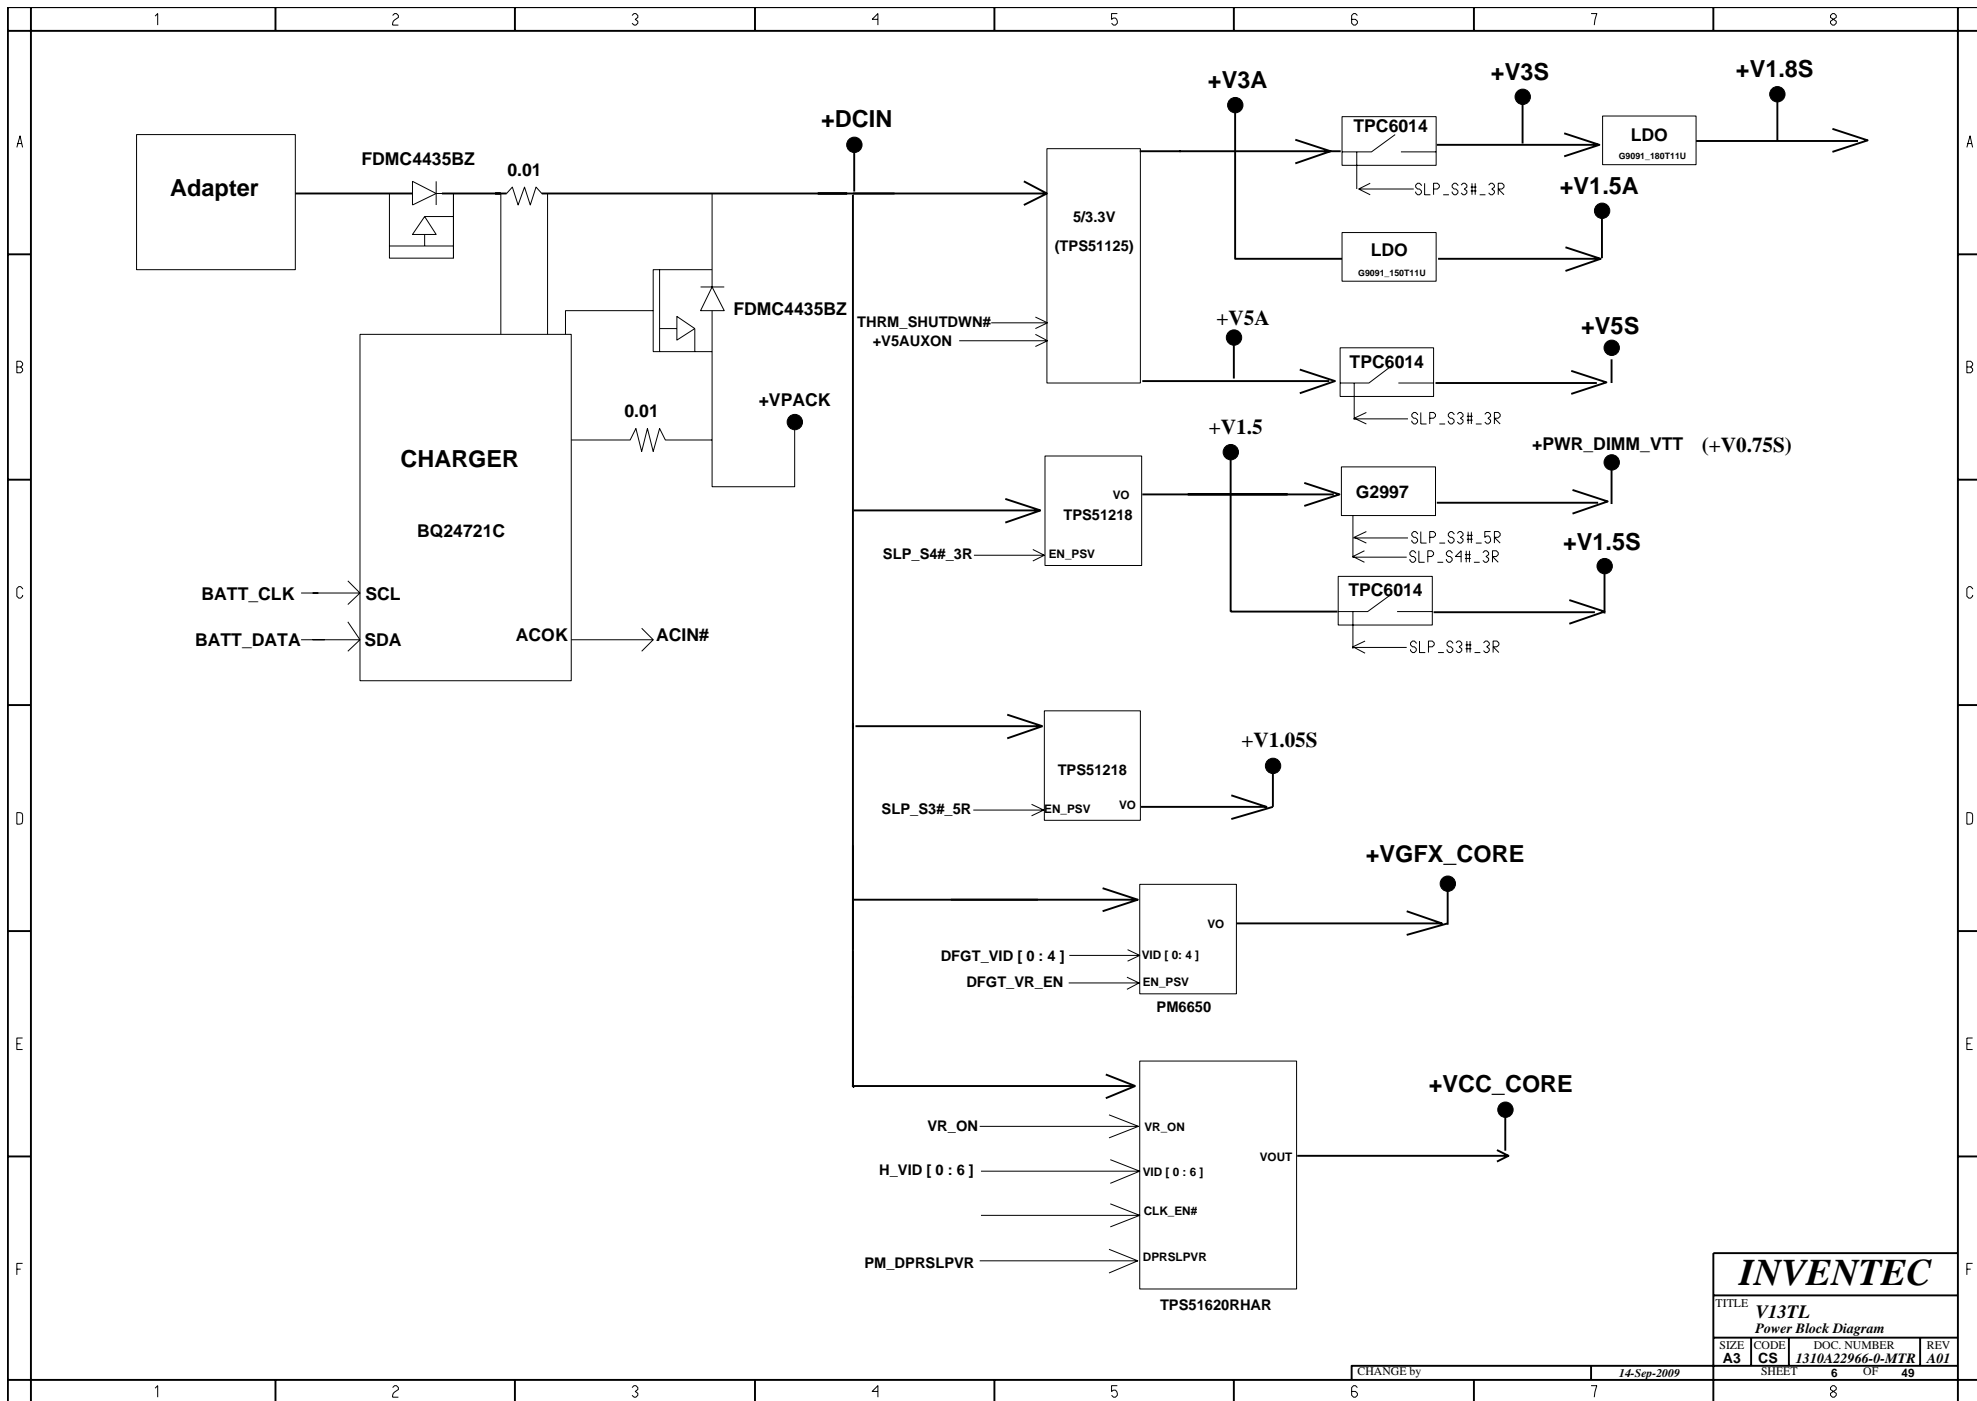 1 2 3 4 5 6 7 8
A
B
C
D
E
F
+V3A
+V3S
+V1.8S
+DCIN
TPC6014
LDO
G9091_180T11U
FDMC4435BZ
0.01
Adapter
SLP_S3#_3R
+V1.5A
5/3.3V
(TPS51125)
LDO
G9091_150T11U
FDMC4435BZ
THRM_SHUTDWN#
+V5AUXON
+V5A
+V5S
TPC6014
SLP_S3#_3R
+VPACK
0.01
CHARGER
BQ24721C
+V1.5
+PWR_DIMM_VTT (+V0.75S)
VO
TPS51218
G2997
SLP_S4#_3R
EN_PSV
SLP_S3#_5R
SLP_S4#_3R
+V1.5S
TPC6014
SLP_S3#_3R
BATT_CLK
SCL
BATT_DATA
SDA
ACOK
ACIN#
+V1.05S
TPS51218
SLP_S3#_5R
EN_PSV
VO
+VGFX_CORE
VO
DFGT_VID [ 0 : 4 ]
VID [ 0: 4 ]
DFGT_VR_EN
EN_PSV
PM6650
+VCC_CORE
VR_ON
VR_ON
VOUT
H_VID [ 0 : 6 ]
VID [ 0 : 6 ]
CLK_EN#
PM_DPRSLPVR
DPRSLPVR
TPS51620RHAR
INVENTEC
TITLE
V13TL
Power Block Diagram
SIZE CODE DOC. NUMBER REV
A3 CS 1310A22966-0-MTR A01
CHANGE by 14-Sep-2009 SHEET 6 OF 49
A
B
C
D
E
F
1 2 3 4 5 6 7 8